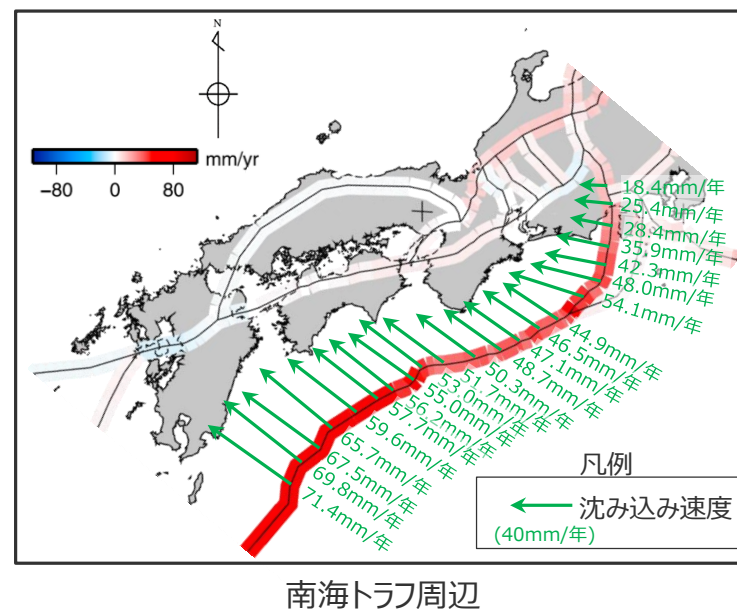 N
mm/yr
−80 0 80
18.4mm/年
25.4mm/年
28.4mm/年
35.9mm/年
42.3mm/年
48.0mm/年
54.1mm/年
44.9mm/年
46.5mm/年
47.1mm/年
48.7mm/年
50.3mm/年
51.7mm/年
53.0mm/年
55.0mm/年
56.2mm/年
57.7mm/年
59.6mm/年
65.7mm/年
67.5mm/年
69.8mm/年
71.4mm/年
凡例
沈み込み速度
(40mm/年)
南海トラフ周辺